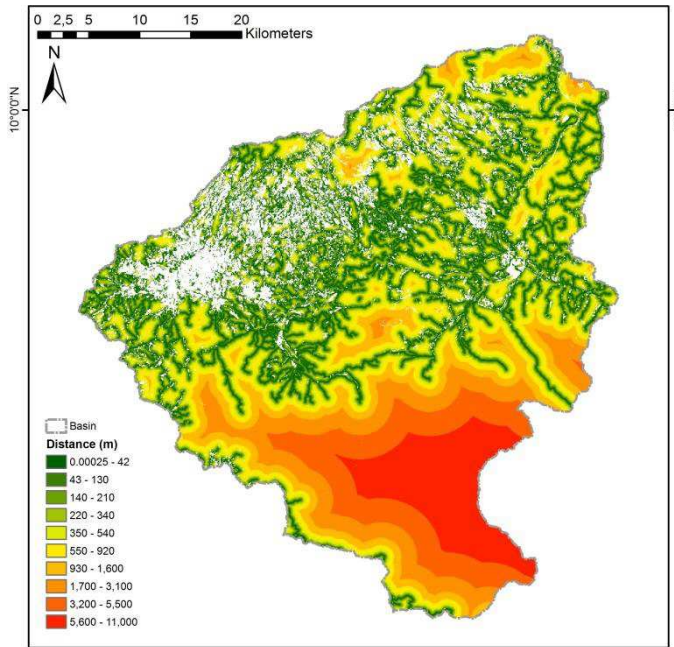 0 2,5 5 10 15 20
Kilometers
N
10°0'0"N
Basin
Distance (m)
0.00025 - 42
43 - 130
140 - 210
220 - 340
350 - 540
550 - 920
930 - 1,600
1,700 - 3,100
3,200 - 5,500
5,600 - 11,000